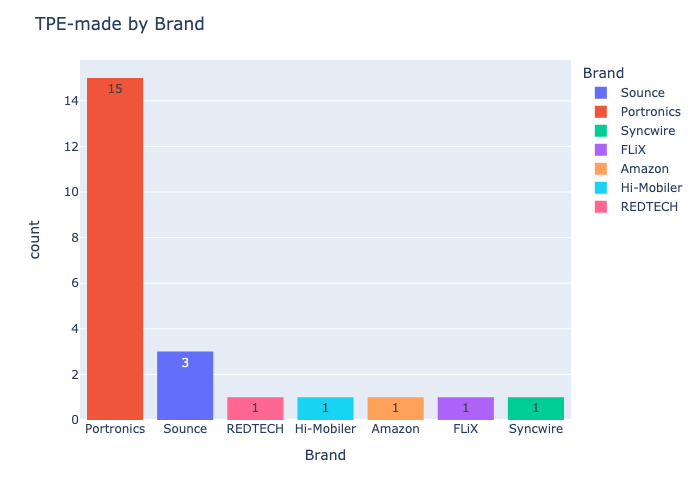 TPE-made by Brand
Brand
Sounce
Portronics
Syncwire
FLiX
Amazon
Hi-Mobiler
REDTECH
count
14
12
10
8
6
4
2
0
15
3
1
1
1
1
1
Portronics Sounce REDTECH Hi-Mobiler Amazon FLiX Syncwire
Brand